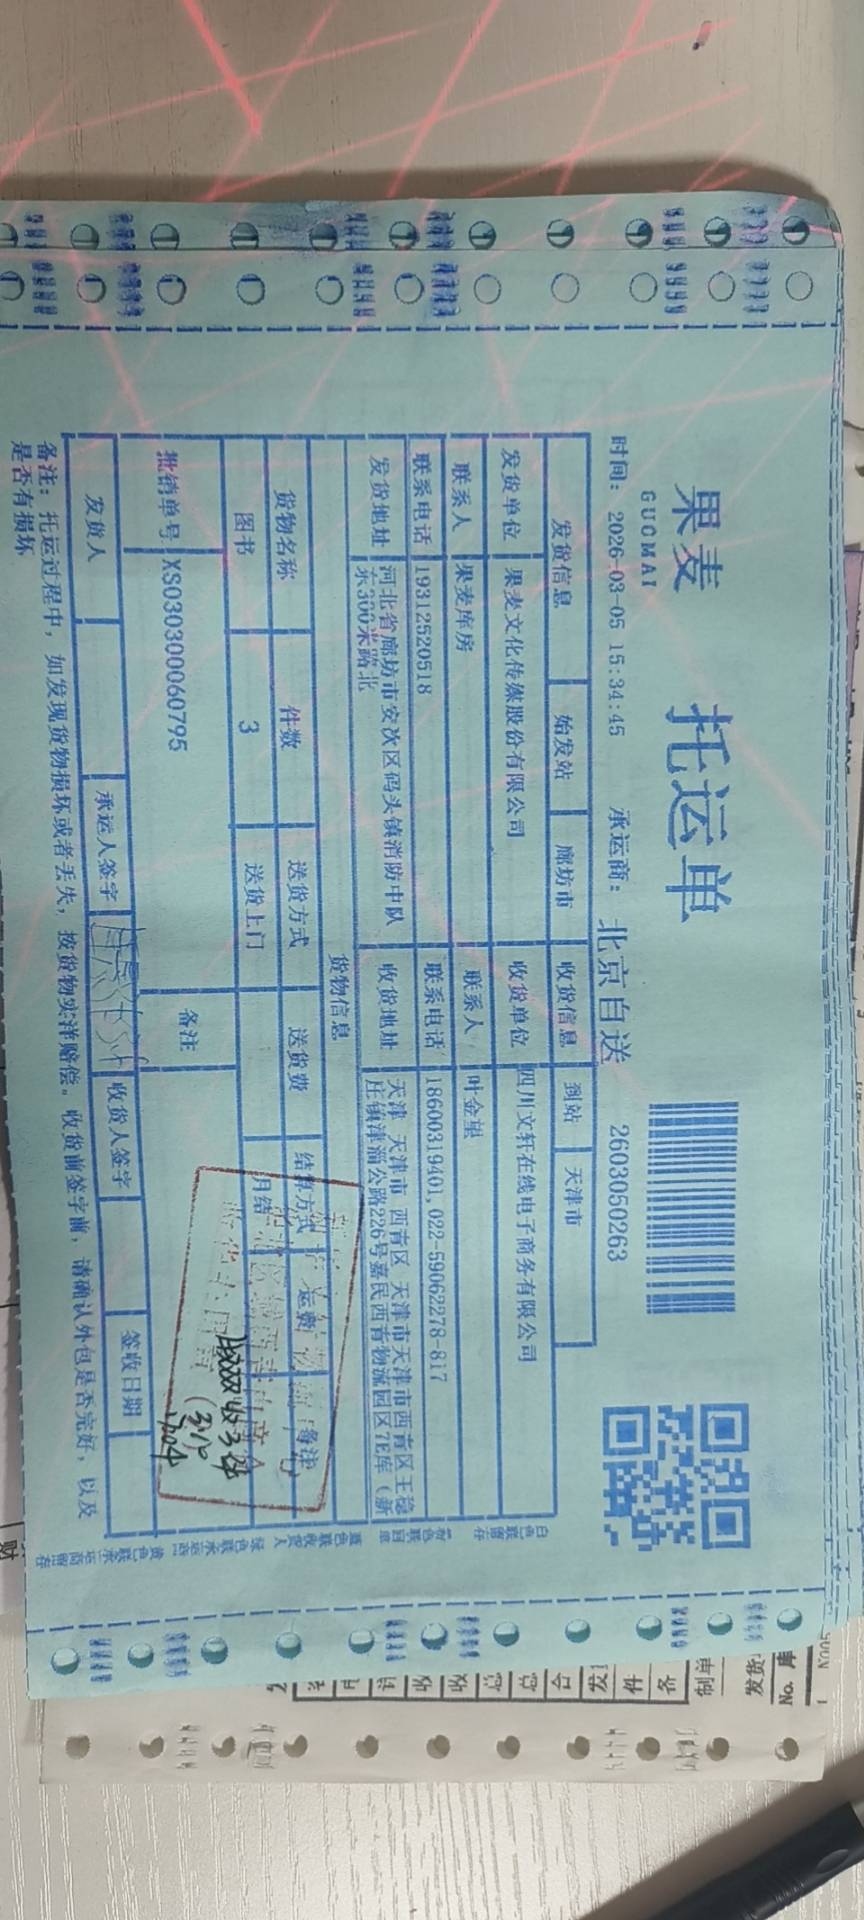 果麦
GUOMAI
托运单
时间: 2026-03-05 15:34:45 承运商: 北京自送 2603050263
发货信息 始发站 廊坊市 收货信息 到站 天津市
发货单位 果麦文化传媒股份有限公司 收货单位 四川文轩在线电子商务有限公司
联系人 果麦库房 联系人 叶金望
联系电话 19312520518 联系电话 18600319401,022-59062278-817
发货地址 河北省廊坊市安次区码头镇消防中队
东300米路北
收货地址 天津 天津市 西青区 天津市天津市西青区王稳
庄镇津淄公路226号嘉民西青物流园区7E库（新
货物信息
货物名称 件数 送货方式 送货费 结算方式 运费 备注
图书 3 送货上门 月结
批销单号 XS030300060795 备注
发货人 承运人签字 收货人签字 签收日期
备注: 托运过程中, 如发现货物损坏或者丢失, 按货物实洋赔偿。收货前签字前, 请确认外包是否完好, 以及
是否有损坏